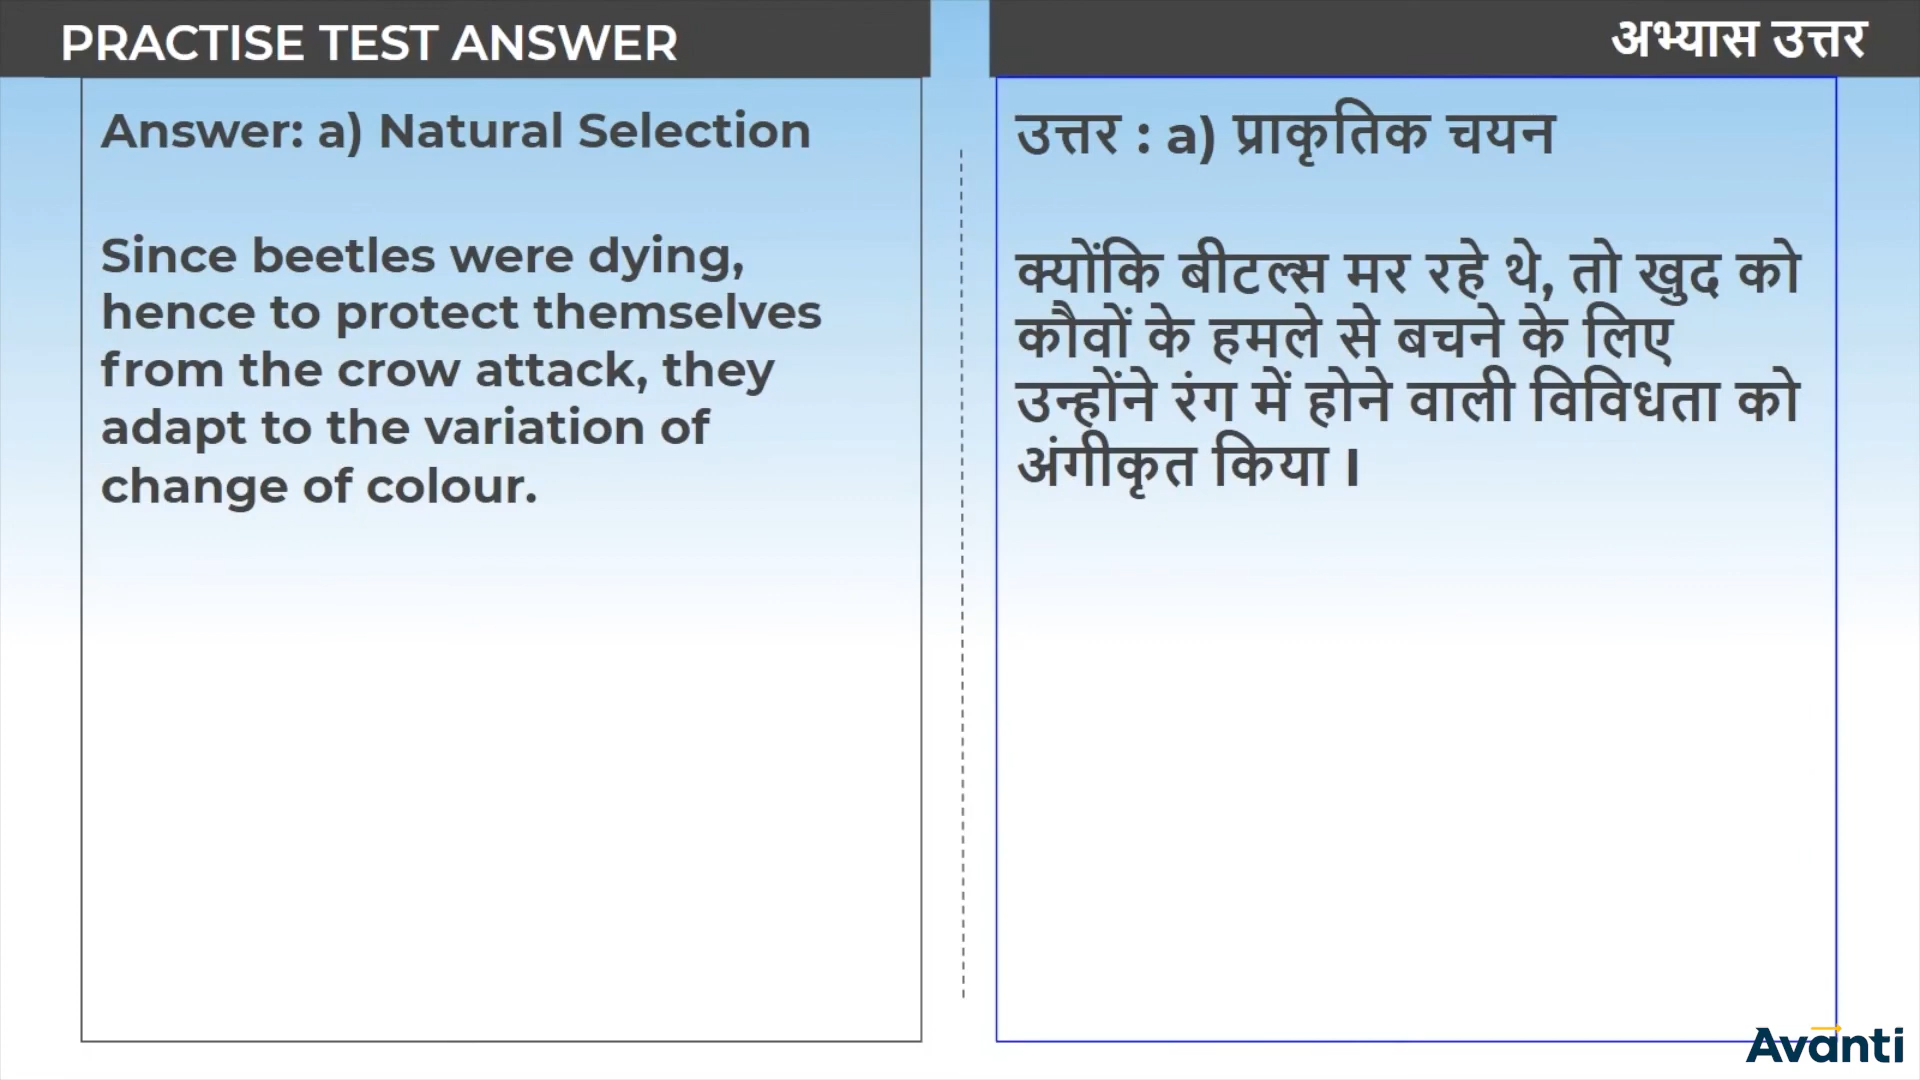 PRACTISE TEST ANSWER
Answer: a) Natural Selection
Since beetles were dying,
hence to protect themselves
from the crow attack, they
adapt to the variation of
change of colour.
अभ्यास उत्तर
उत्तर : a) प्राकृतिक चयन
क्योंकि बीटल्स मर रहे थे, तो खुद को
कौवों के हमले से बचने के लिए
उन्होंने रंग में होने वाली विविधता को
अंगीकृत किया ।
Avanti